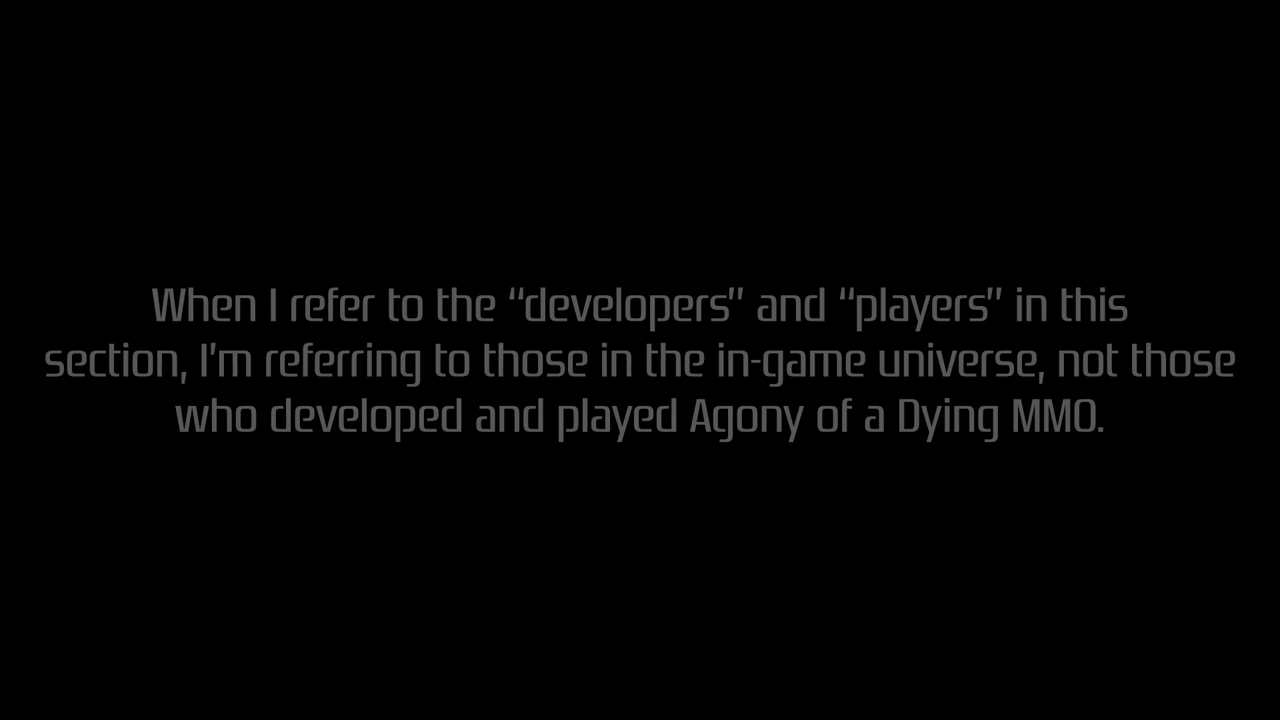 When I refer to the “developers” and “players” in this
section, I'm referring to those in the in-game universe, not those
who developed and played Agony of a Dying MMO.